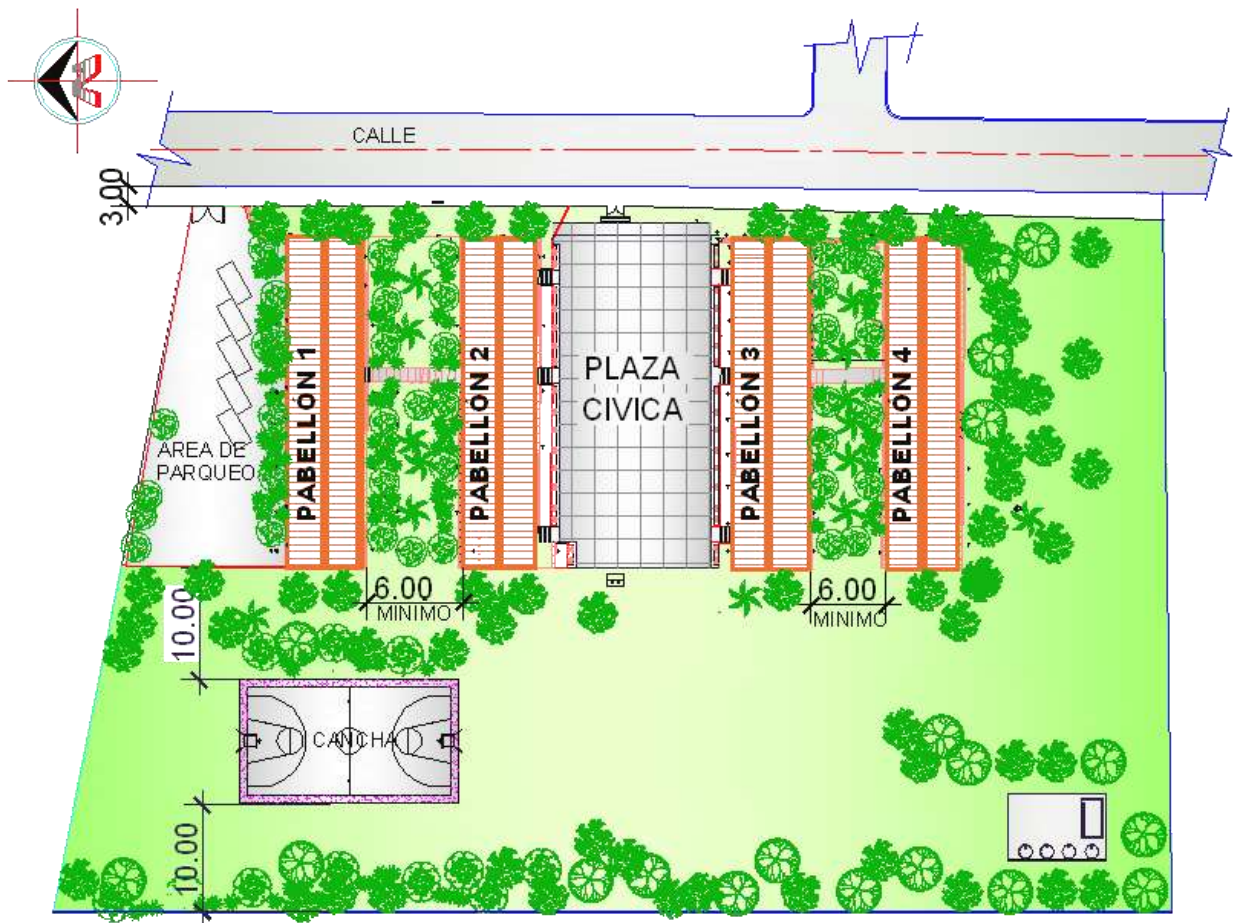 CALLE
3.00
PABELLÓN 1
PABELLON 2
PLAZA
CIVICA
PABELLON 3
PABELLON 4
AREA DE
PARQUEO
6.00
MINIMO
6.00
MINIMO
10.00
CANCHA
10.00